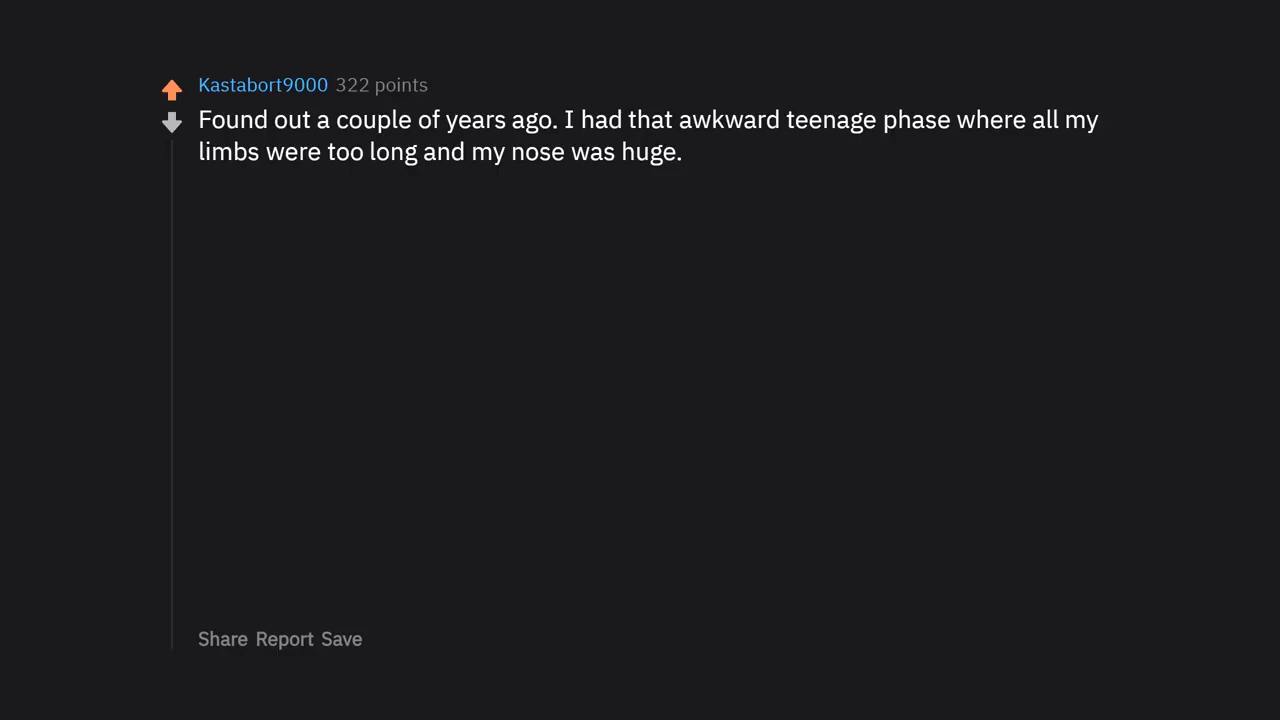 Kastabort9000 322 points
Found out a couple of years ago. I had that awkward teenage phase where all my
limbs were too long and my nose was huge.
Share Report Save